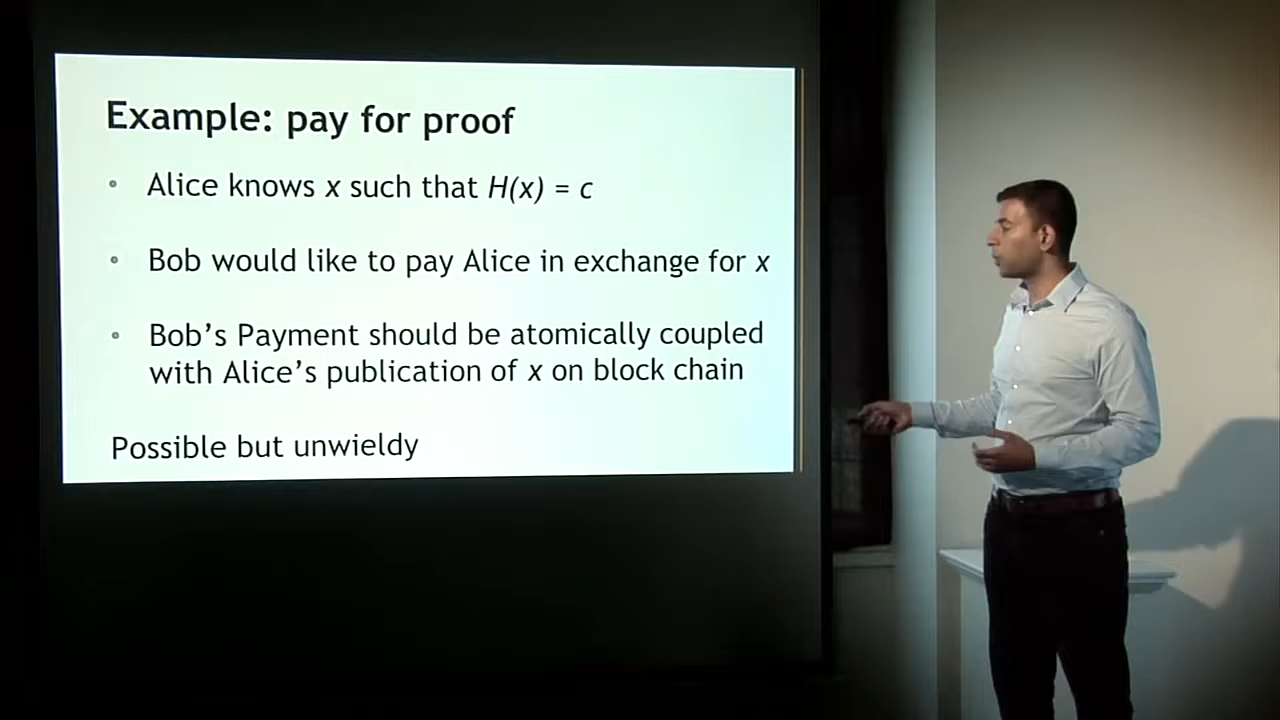 Example: pay for proof
• Alice knows x such that H(x) = c
• Bob would like to pay Alice in exchange for x
• Bob’s Payment should be atomically coupled
with Alice’s publication of x on block chain
Possible but unwieldy